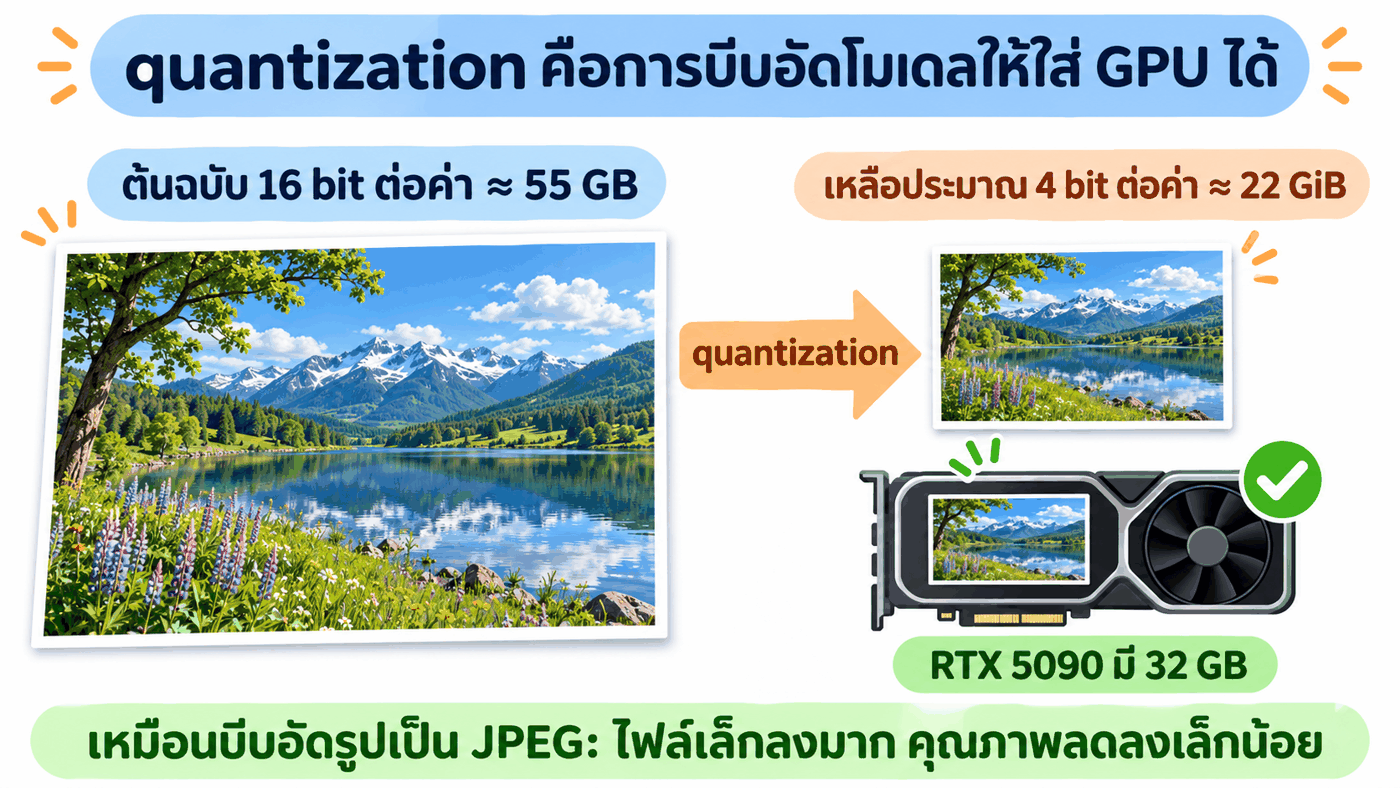 quantization คือการบีบอัดโมเดลให้ใส่ GPU ได้
ต้นฉบับ 16 bit ต่อค่า ≈ 55 GB
เหลือประมาณ 4 bit ต่อค่า ≈ 22 GiB
quantization
RTX 5090 มี 32 GB
เหมือนบีบอัดรูปเป็น JPEG: ไฟล์เล็กลงมาก คุณภาพลดลงเล็กน้อย